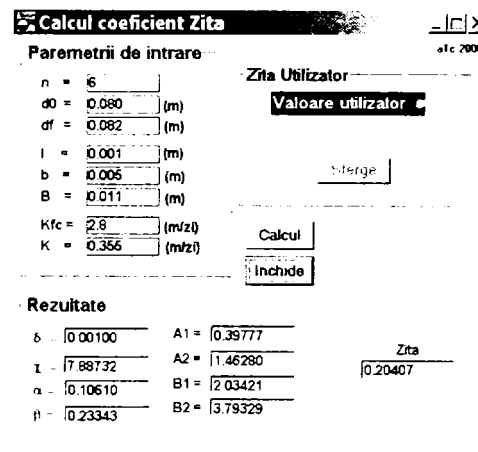 Calcul coeficient Zita
Paremetrii de intrare
n = 6
d0 = 0.080 (m)
df = 0.082 (m)
l = 0.001 (m)
b = 0.005 (m)
B = 0.011 (m)
Kfc = 2.8 (m/zi)
K = 0.355 (m/zi)
Zita Utilizator
Valoare utilizator
Sterge
Calcul
Inchide
Rezultate
δ = 0.00100
χ = 7.88732
α = 0.10610
β = 0.23343
A1 = 0.39777
A2 = 1.46280
B1 = 2.03421
B2 = 3.79329
Zita
0.20407